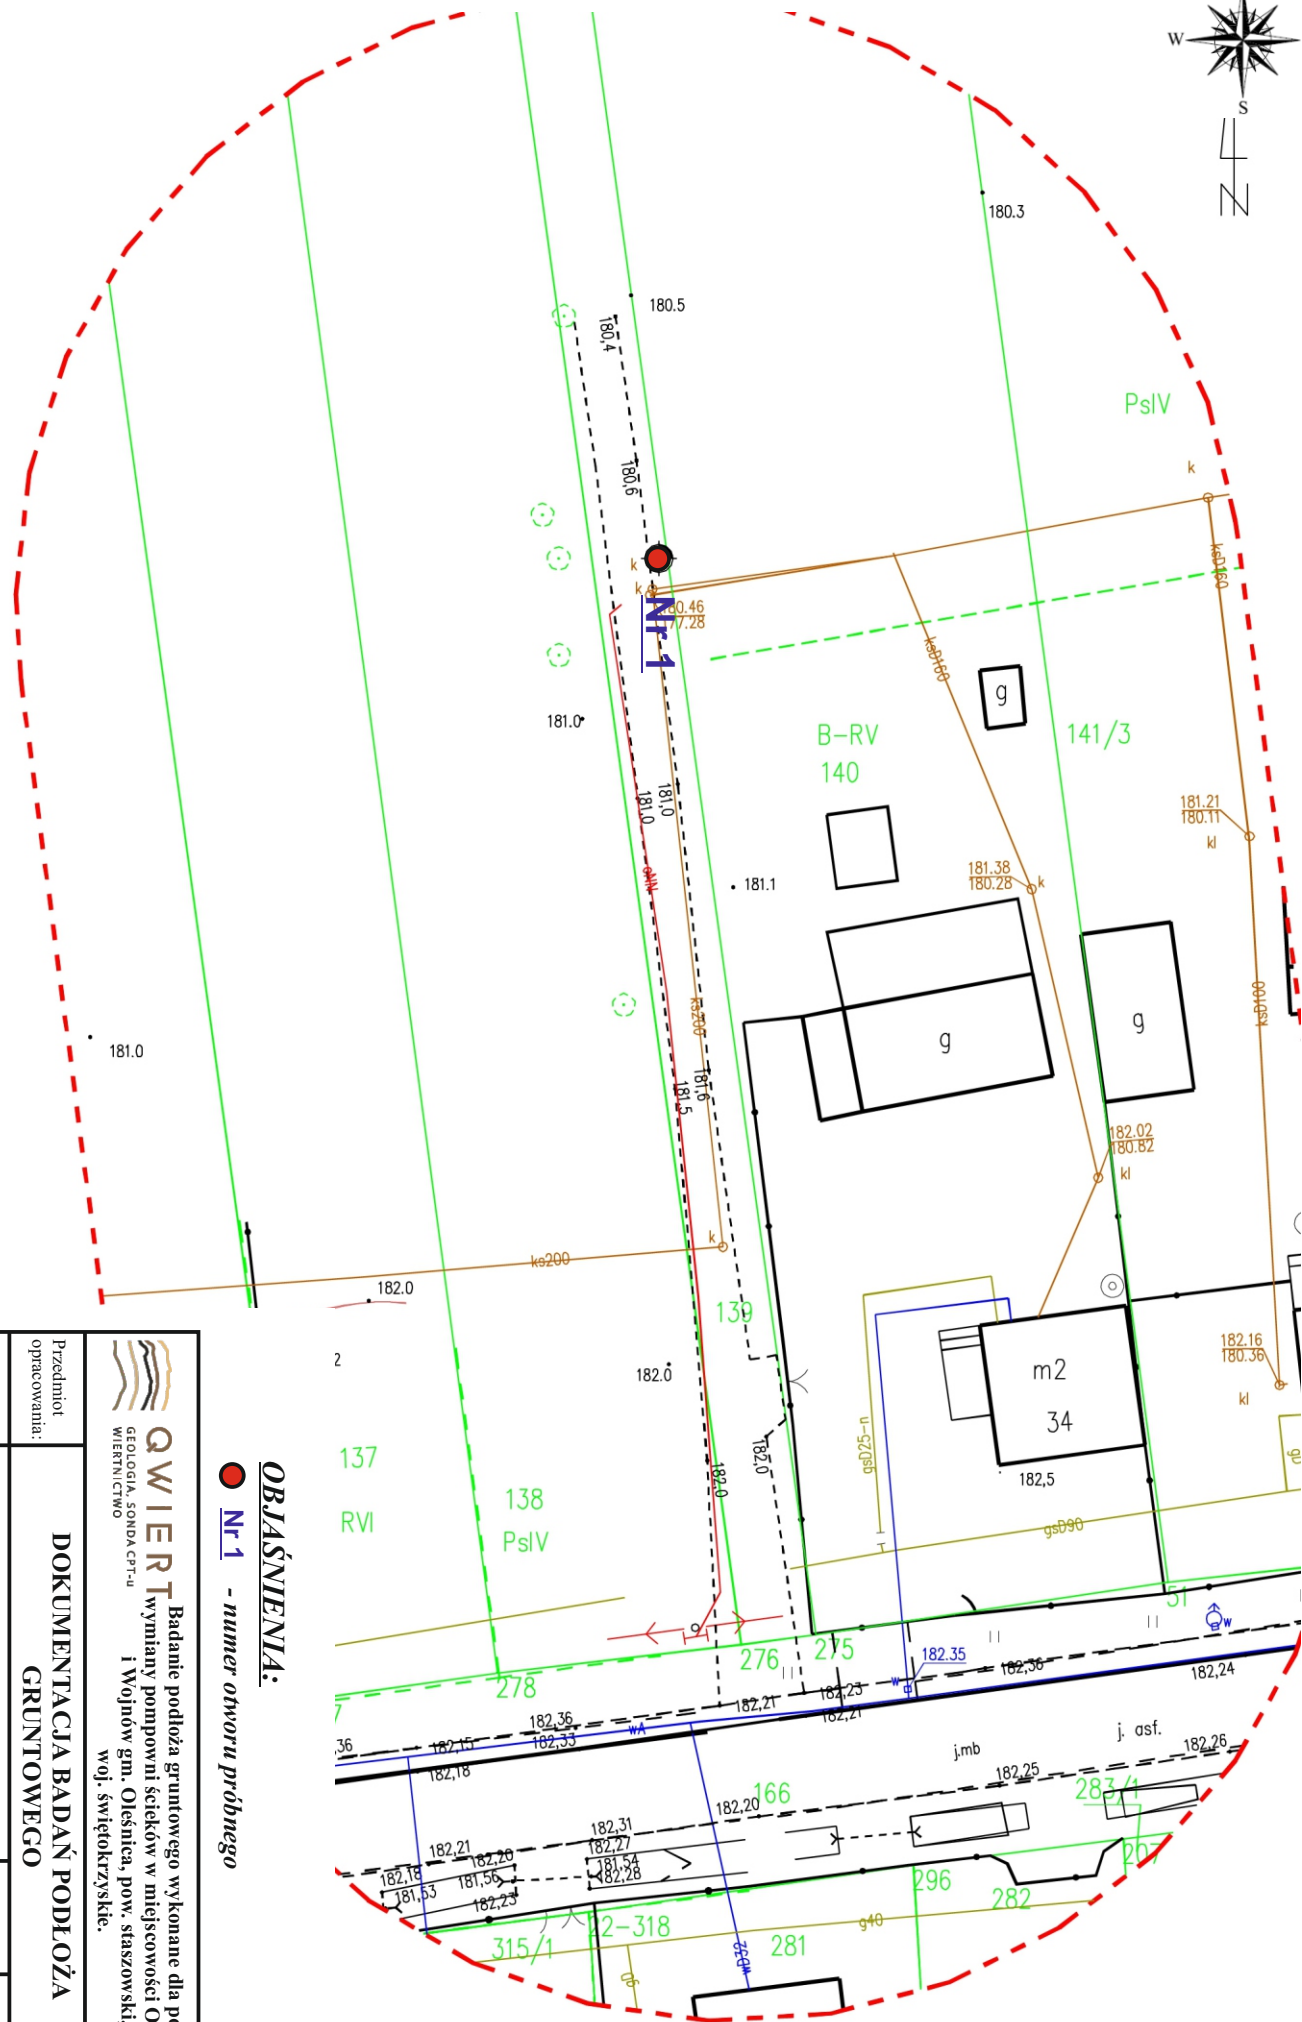 W
S
N
180.3
180.5
180,4
PsIV
k
180,6
ksD160
k
k
180.46
Nr 1
ksD160
g
181.0
B-RV
141/3
140
181,0
181,0
181.21
180.11
kl
eNN
181.38
180.28
k
181.1
ks200
g
g
ksD160
181.0
181,6
181,5
182.02
180.82
kl
k
ks200
182.0
139
182.16
180.36
kl
182.0
m2
34
137
gsD25-n
182,0
182,0
182,5
138
RVI
PsIV
gsD90
51
w
276
275
182.35
182,36
182,24
278
w
182,23
182,21
182,21
182,36
wA
182,33
,36
182,15
182,18
j.mb
j. asf.
182,26
182,25
166
283/1
182,20
182,31
182,21
182,27
182,20
181,54
182,18
181,56
182,28
181,53
182,23
207
296
282
g40
22-318
315/1
281
wD32
OBJAŚNIENIA:
Nr 1 - numer otworu próbnego
QWIERT
GEOLOGIA, SONDA CPT-u
WIERTNICTWO
Badanie podłoża gruntowego wykonane dla
wymiany pompowni ścieków w miejscowości
i Wojnów gm. Oleśnica, pow. staszowski,
woj. świętokrzyskie.
Przedmiot
opracowania:
DOKUMENTACJA BADAŃ PODŁOŻA
GRUNTOWEGO